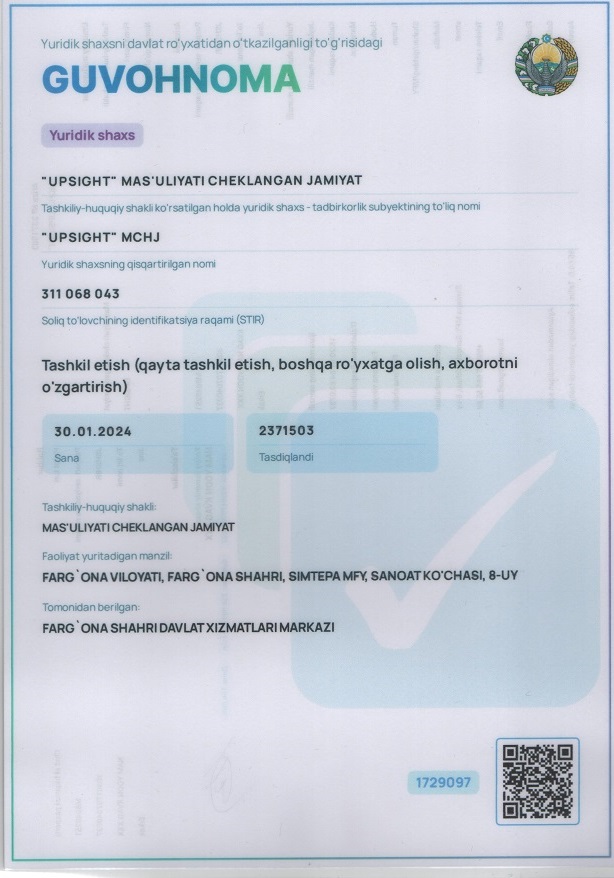 Yuridik shaxsni davlat ro'yxatidan o'tkazilganligi to'g'risidagi
GUVOHNOMA
Yuridik shaxs
"UPSIGHT" MAS'ULIYATI CHEKLANGAN JAMIYAT
Tashkiliy-huquqiy shakli ko'rsatilgan holda yuridik shaxs - tadbirkorlik subyektining to'liq nomi
"UPSIGHT" MCHJ
Yuridik shaxsning qisqartirilgan nomi
311 068 043
Soliq to'lovchining identifikatsiya raqami (STIR)
Tashkil etish (qayta tashkil etish, boshqa ro'yxatga olish, axborotni
o'zgartirish)
30.01.2024
Sana
2371503
Tasdiqlandi
Tashkiliy-huquqiy shakli:
MAS'ULIYATI CHEKLANGAN JAMIYAT
Faoliyat yuritadigan manzil:
FARG`ONA VILOYATI, FARG`ONA SHAHRI, SIMTEPA MFY, SANOAT KO'CHASI, 8-UY
Tomonidan berilgan:
FARG`ONA SHAHRI DAVLAT XIZMATLARI MARKAZI
1729097